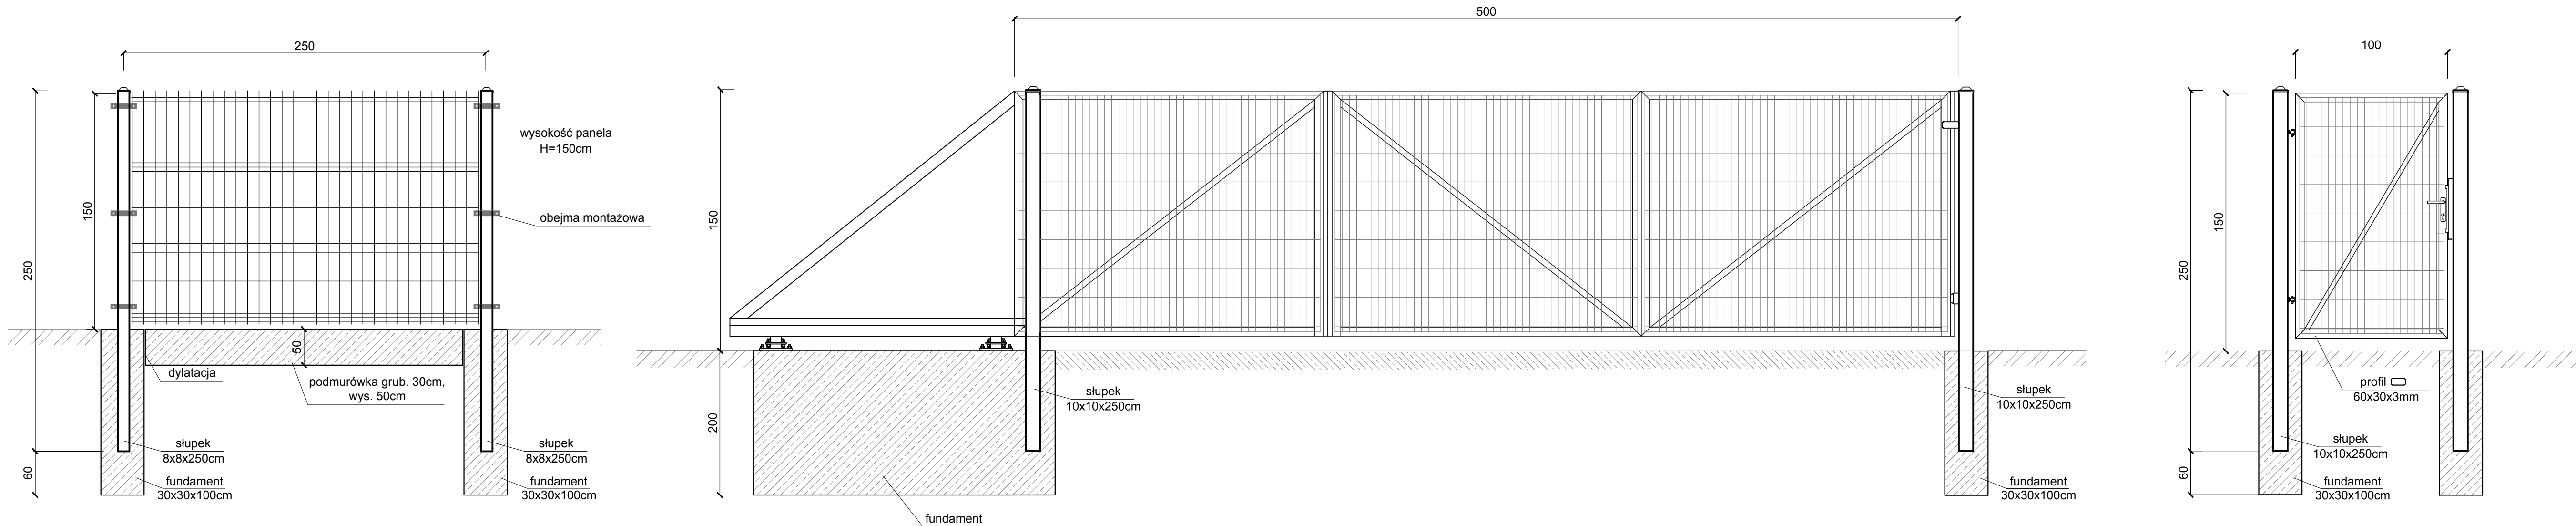 250
250
150
60
wysokość panela
H=150cm
obejma montażowa
50
dylatacja
podmurówka grub. 30cm,
wys. 50cm
słupek
8x8x250cm
fundament
30x30x100cm
słupek
8x8x250cm
fundament
30x30x100cm
500
150
200
słupek
10x10x250cm
fundament
słupek
10x10x250cm
fundament
30x30x100cm
100
250
150
60
profil
60x30x3mm
słupek
10x10x250cm
fundament
30x30x100cm